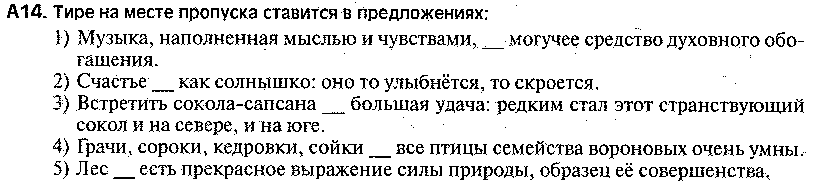 А14. Тире на месте пропуска ставится в предложениях:
1) Музыка, наполненная мыслью и чувствами, __ могучее средство духовного обо-
гащения.
2) Счастье __ как солнышко: оно то улыбнётся, то скроется.
3) Встретить сокола-сапсана __ большая удача: редким стал этот странствующий
сокол и на севере, и на юге.
4) Грачи, сороки, кедровки, сойки __ все птицы семейства вороновых очень умны.
5) Лес __ есть прекрасное выражение силы природы, образец её совершенства.